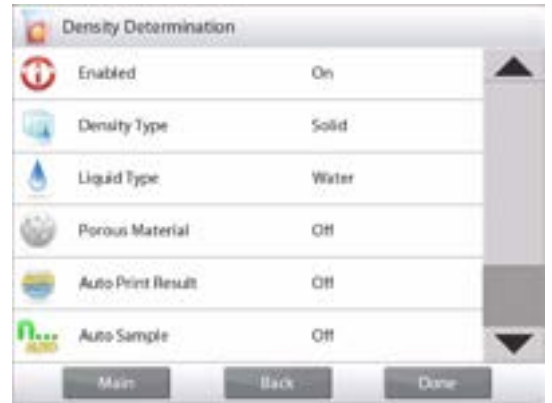 Density Determination
Enabled On
Density Type Solid
Liquid Type Water
Porous Material Off
Auto Print Result Off
n... AUTO Auto Sample Off
Main Back Done